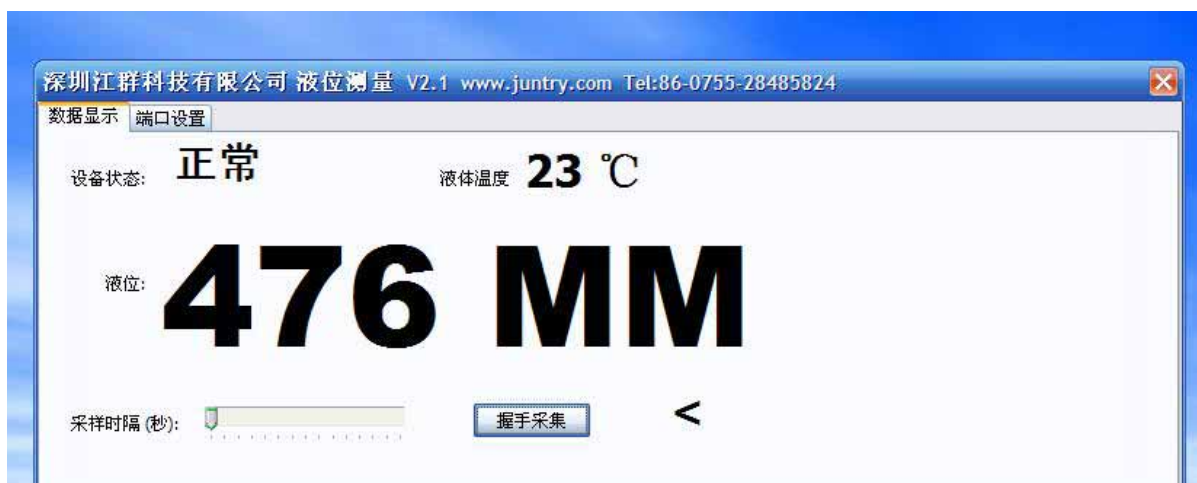 深圳江群科技有限公司 液位测量 V2.1 www.juntry.com Tel:86-0755-28485824
数据显示 端口设置
设备状态: 正常 液体温度 23 ℃
液位: 476 MM
采样时隔(秒): 握手采集 <